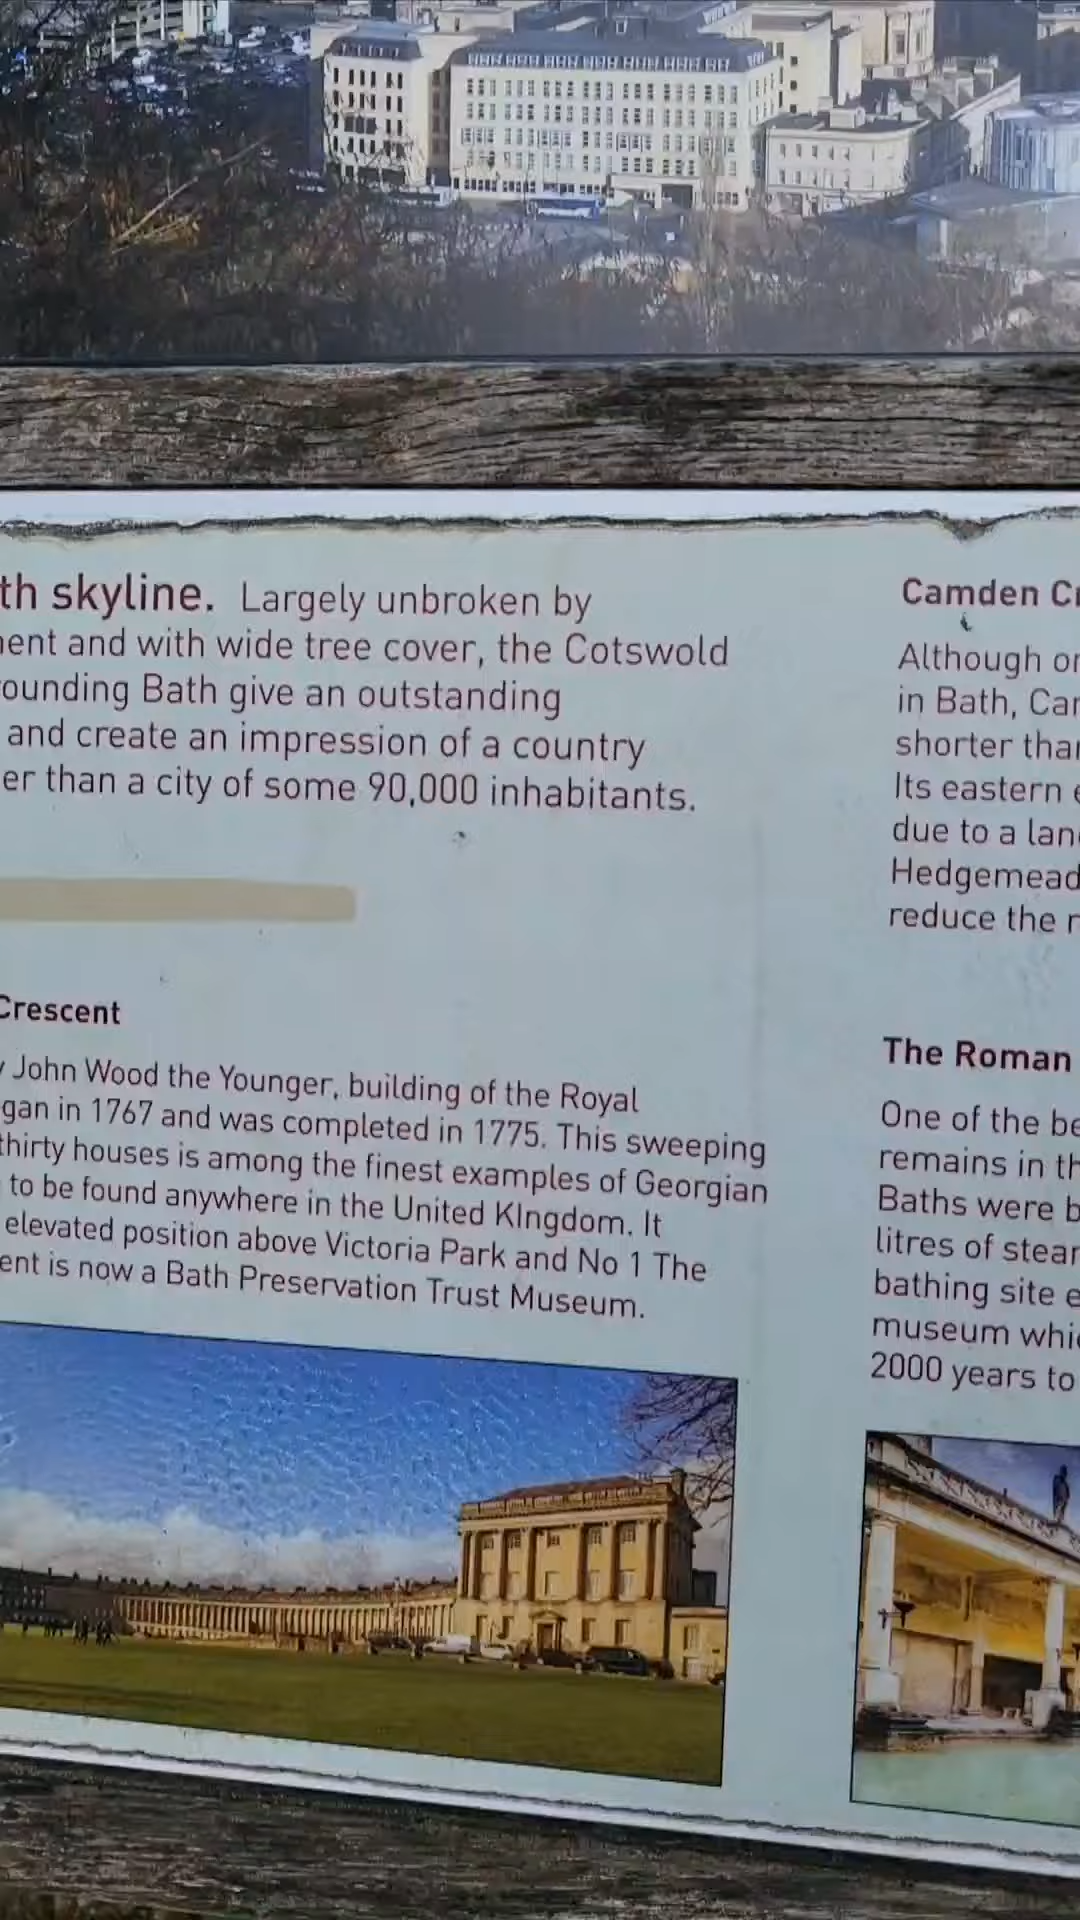 th skyline. Largely unbroken by
ent and with wide tree cover, the Cotswold
ounding Bath give an outstanding
and create an impression of a country
er than a city of some 90,000 inhabitants.
Crescent
John Wood the Younger, building of the Royal
gan in 1767 and was completed in 1775. This sweeping
thirty houses is among the finest examples of Georgian
to be found anywhere in the United KIngdom. It
elevated position above Victoria Park and No 1 The
ent is now a Bath Preservation Trust Museum.
Camden Cr
Although or
in Bath, Car
shorter than
Its eastern e
due to a lan
Hedgemead
reduce the r
The Roman
One of the be
remains in th
Baths were b
litres of stear
bathing site e
museum whi
2000 years to